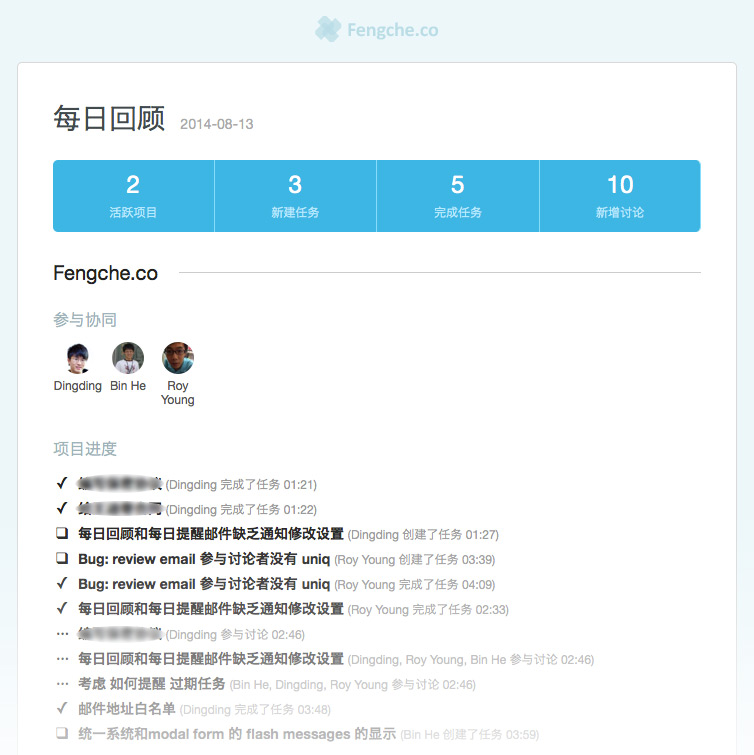 Fengche.co
每日回顾 2014-08-13
2 3 5 10
活跃项目 新建任务 完成任务 新增讨论
Fengche.co
参与协同
Dingding Bin He Roy
Young
项目进度
(Dingding 完成了任务 01:21)
(Dingding 完成了任务 01:22)
每日回顾和每日提醒邮件缺乏通知修改设置 (Dingding 创建了任务 01:27)
Bug: review email 参与讨论者没有 uniq (Roy Young 创建了任务 03:39)
Bug: review email 参与讨论者没有 uniq (Roy Young 完成了任务 04:09)
每日回顾和每日提醒邮件缺乏通知修改设置 (Roy Young 完成了任务 02:33)
(Dingding 参与讨论 02:46)
每日回顾和每日提醒邮件缺乏通知修改设置 (Dingding, Roy Young, Bin He 参与讨论 02:46)
考虑 如何提醒 过期任务 (Bin He, Dingding, Roy Young 参与讨论 02:46)
邮件地址白名单 (Dingding 完成了任务 03:48)
统一系统和modal form 的 flash messages 的显示 (Bin He 创建了任务 03:59)